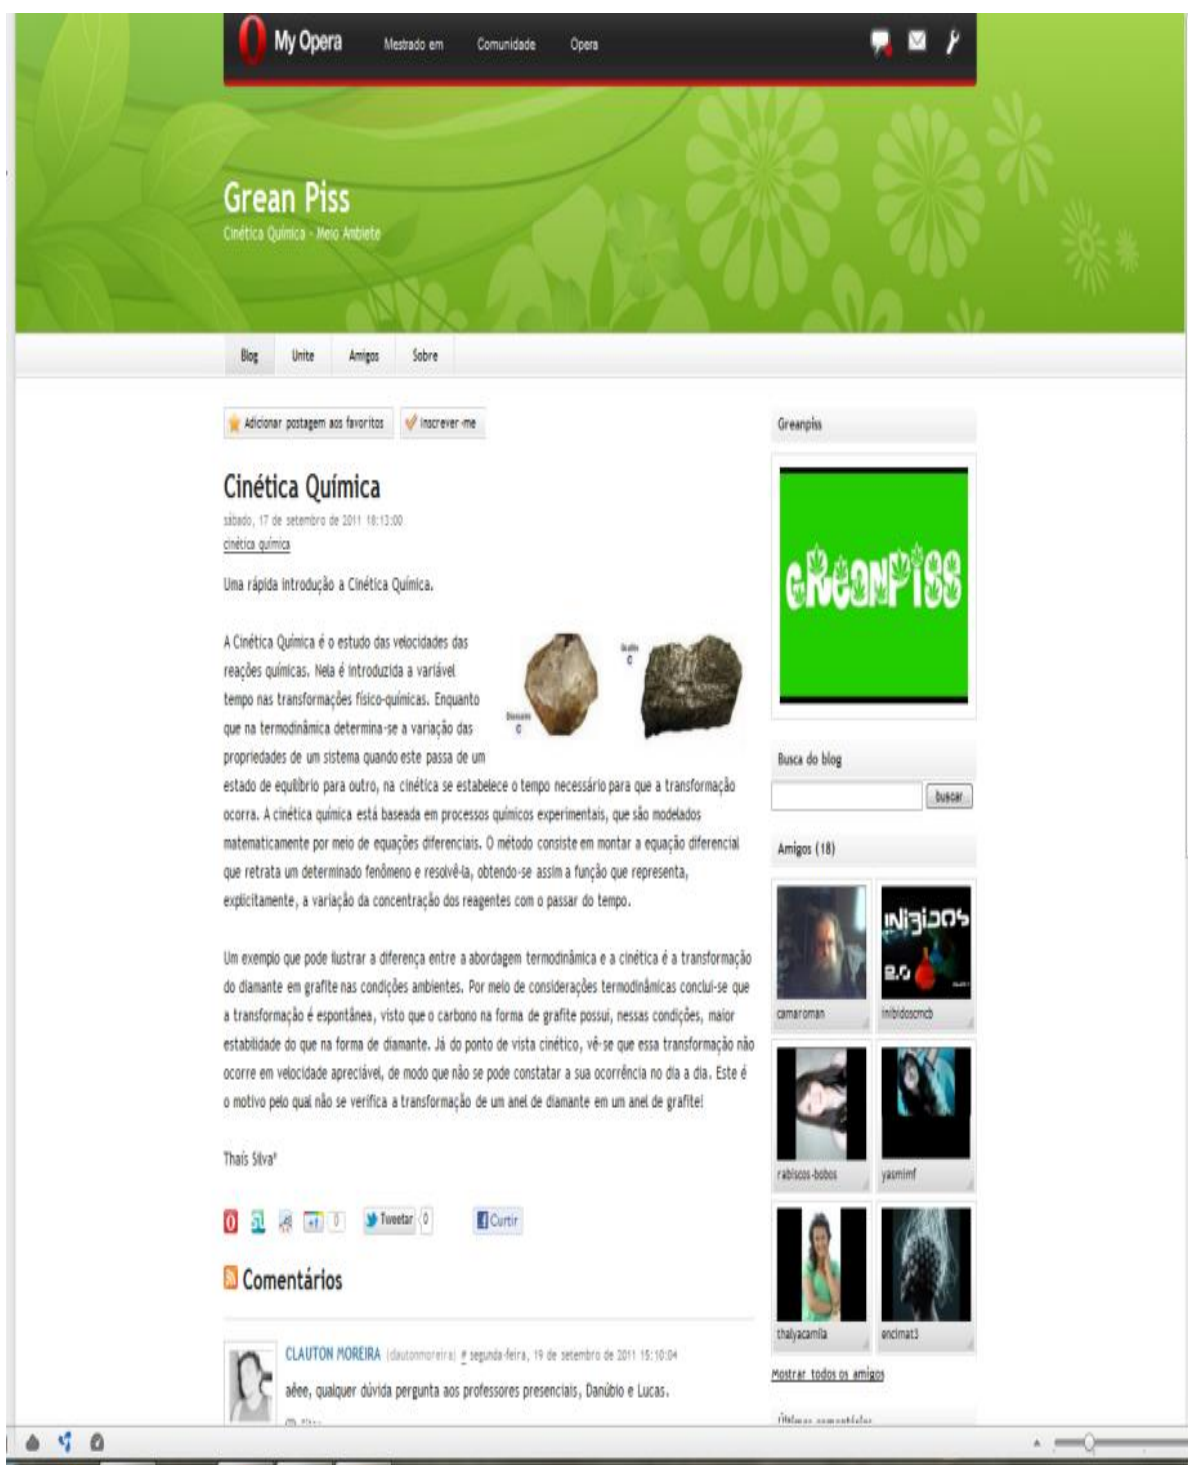 My Opera Mestrado em Comunidade Opera
Grean Piss
Cinética Química - Meio Ambiete
Blog Unite Amigos Sobre
Adicionar postagem aos favoritos Inscrever-me
Cinética Química
sábado, 17 de setembro de 2011 18:13:00
cinética química
Uma rápida introdução a Cinética Química.
A Cinética Química é o estudo das velocidades das
reações químicas. Nela é introduzida a variável
tempo nas transformações físico-químicas. Enquanto
que na termodinâmica determina-se a variação das
propriedades de um sistema quando este passa de um
estado de equilíbrio para outro, na cinética se estabelece o tempo necessário para que a transformação
ocorra. A cinética química está baseada em processos químicos experimentais, que são modelados
matematicamente por meio de equações diferenciais. O método consiste em montar a equação diferencial
que retrata um determinado fenômeno e resolvê-la, obtendo-se assim a função que representa,
explicitamente, a variação da concentração dos reagentes com o passar do tempo.
Grafite
C
Diamante
C
Um exemplo que pode ilustrar a diferença entre a abordagem termodinâmica e a cinética é a transformação
do diamante em grafite nas condições ambientes. Por meio de considerações termodinâmicas conclui-se que
a transformação é espontânea, visto que o carbono na forma de grafite possui, nessas condições, maior
estabilidade do que na forma de diamante. Já do ponto de vista cinético, vê-se que essa transformação não
ocorre em velocidade apreciável, de modo que não se pode constatar a sua ocorrência no dia a dia. Este é
o motivo pelo qual não se verifica a transformação de um anel de diamante em um anel de grafite!
Thaís Silva*
+1 0 Tweetar 0 Curtir
Comentários
CLAUTON MOREIRA (clautonmoreira) # segunda-feira, 19 de setembro de 2011 15:10:04
aêee, qualquer dúvida pergunta aos professores presenciais, Danúbio e Lucas.
Greanpiss
GREANPISS
Busca do blog
buscar
Amigos (18)
INIBIDOS
2.0
camaroman inibidoscmcb
rabiscos-bobos yasmimf
thalyacamila encimat3
Mostrar todos os amigos
Últimos comentários